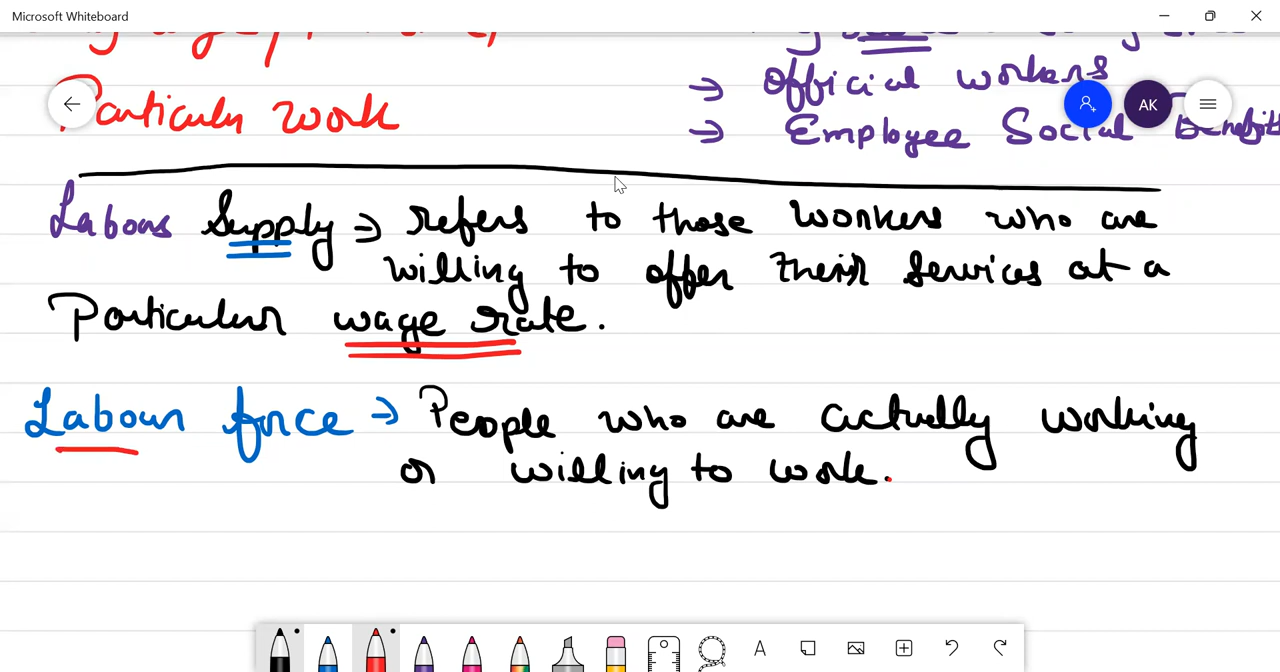 Microsoft Whiteboard
Particular work
→ official workers
→ Employee Social Benefits
AK
Labour Supply ⇒ refers to those workers who are
willing to offer their services at a
Particular wage rate.
Labour force → People who are actually working
or willing to work.
A